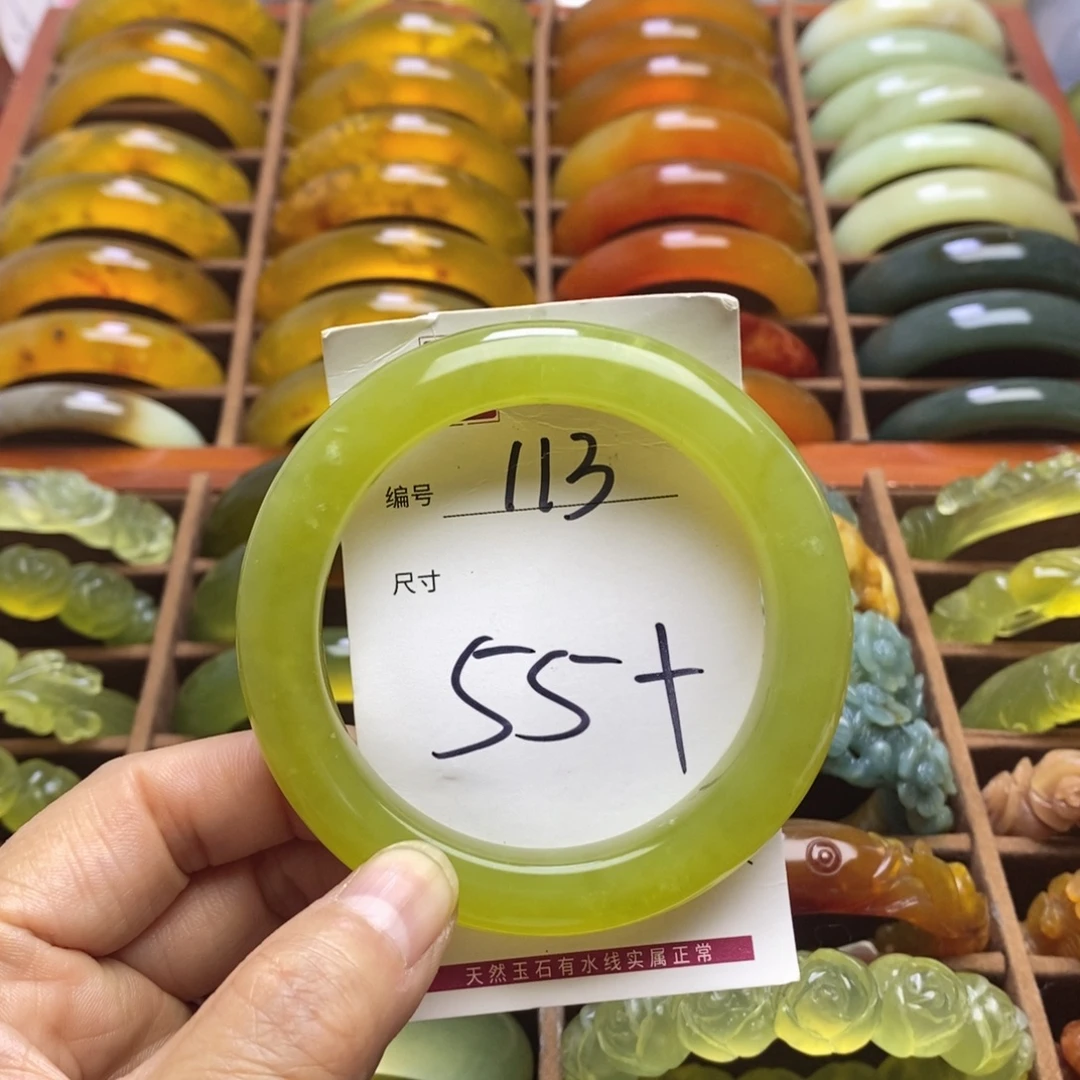 编号 113
尺寸
55+
天然玉石有水线实属正常